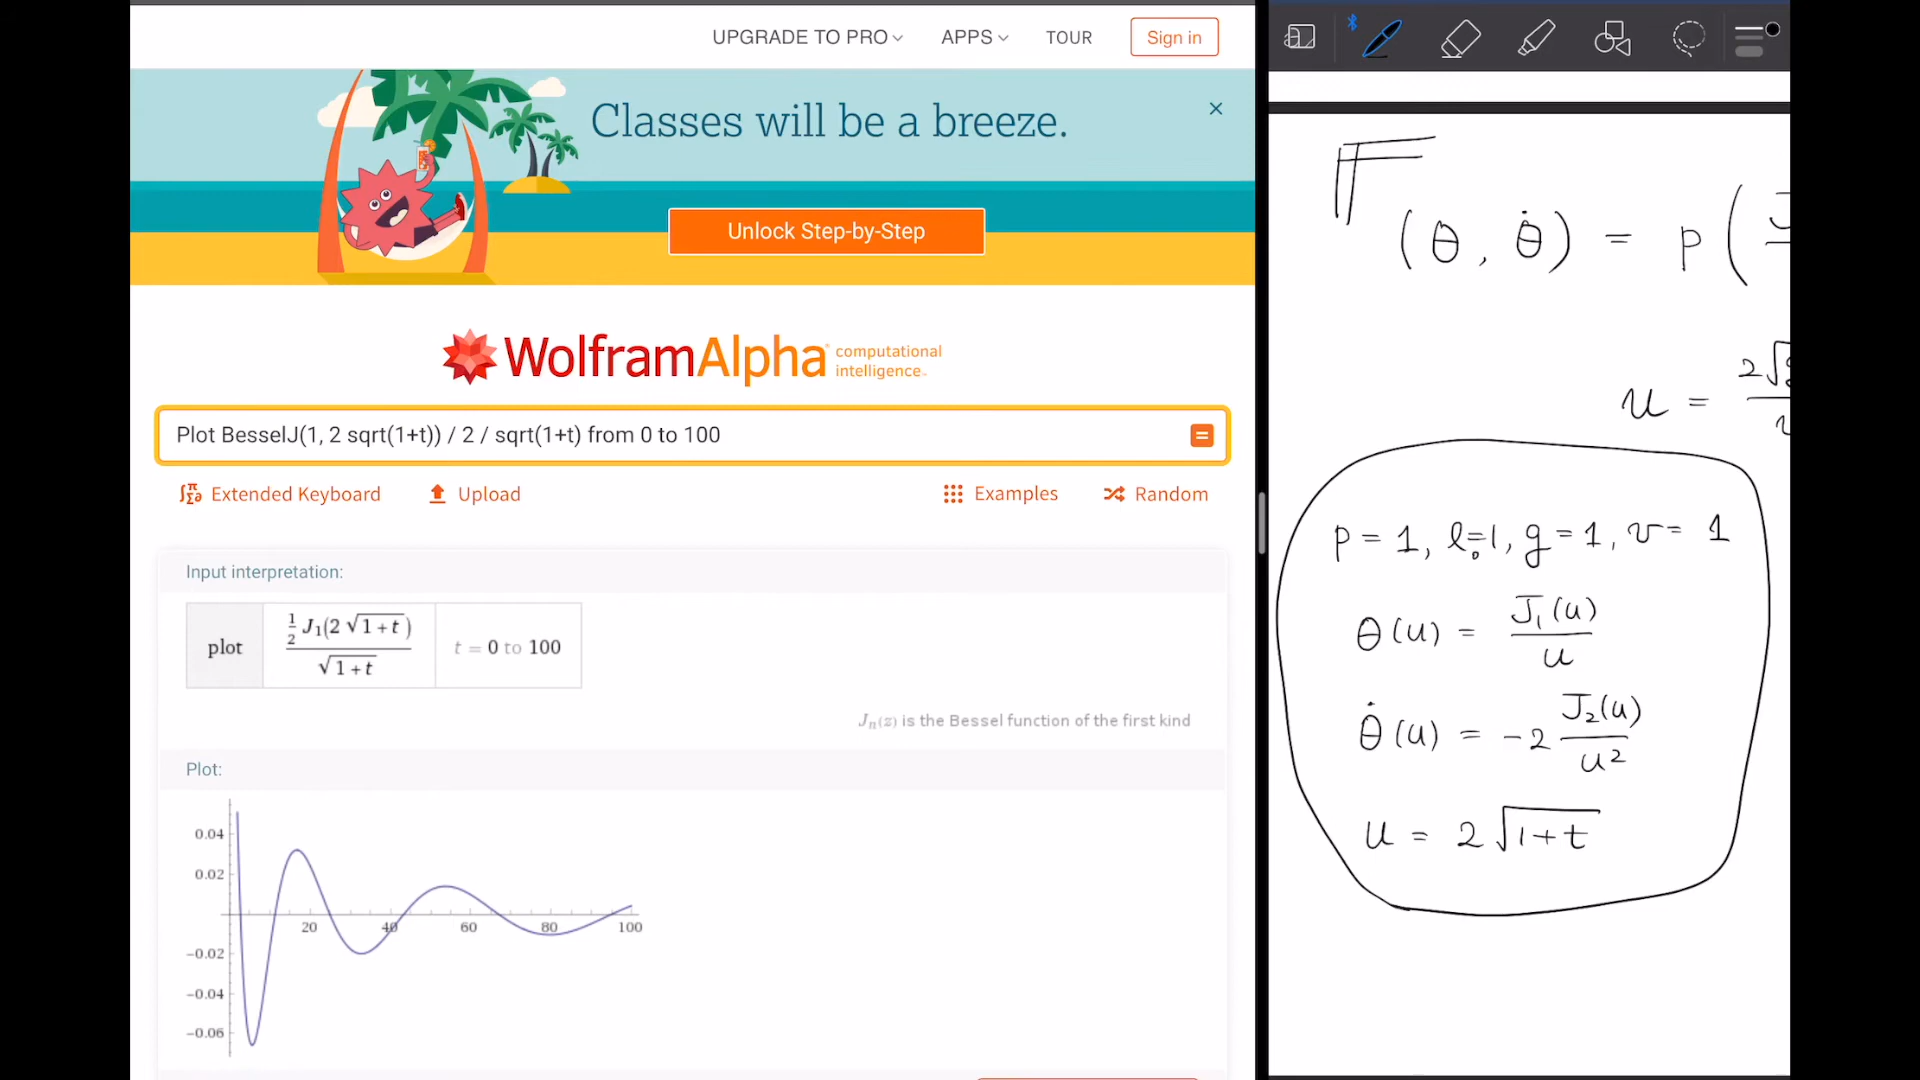 UPGRADE TO PRO APPS TOUR Sign in
Classes will be a breeze.
Unlock Step-by-Step
WolframAlpha computational intelligence.
Plot BesselJ(1, 2 sqrt(1+t)) / 2 / sqrt(1+t) from 0 to 100
Extended Keyboard Upload Examples Random
Input interpretation:
plot 1/2 J₁(2 √(1+t)) / √(1+t) t = 0 to 100
Jₙ(z) is the Bessel function of the first kind
Plot:
0.04
0.02
20 40 60 80 100
−0.02
−0.04
−0.06
(θ, θ̇) = p(
u = 2√
p = 1, l₀=1, g = 1, v = 1
θ(u) = J₁(u) / u
θ̇(u) = −2 J₂(u) / u²
u = 2 √(1+t)